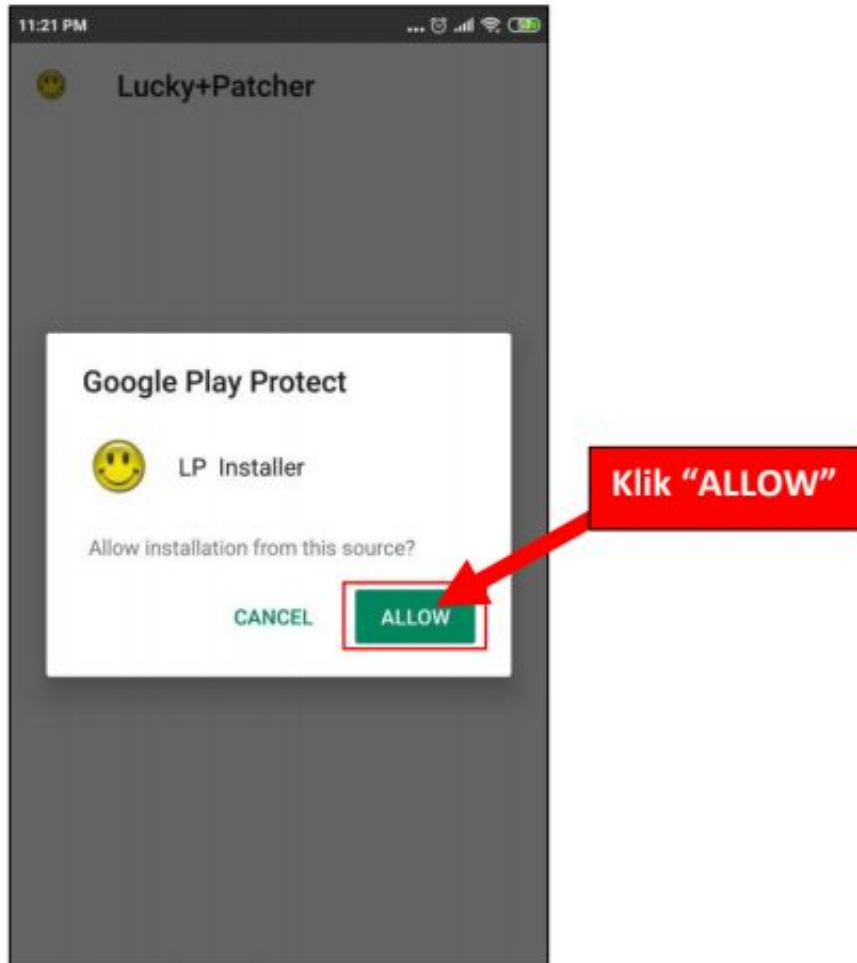 11:21 PM
Lucky+Patcher
Google Play Protect
LP Installer
Allow installation from this source?
CANCEL
ALLOW
Klik “ALLOW”